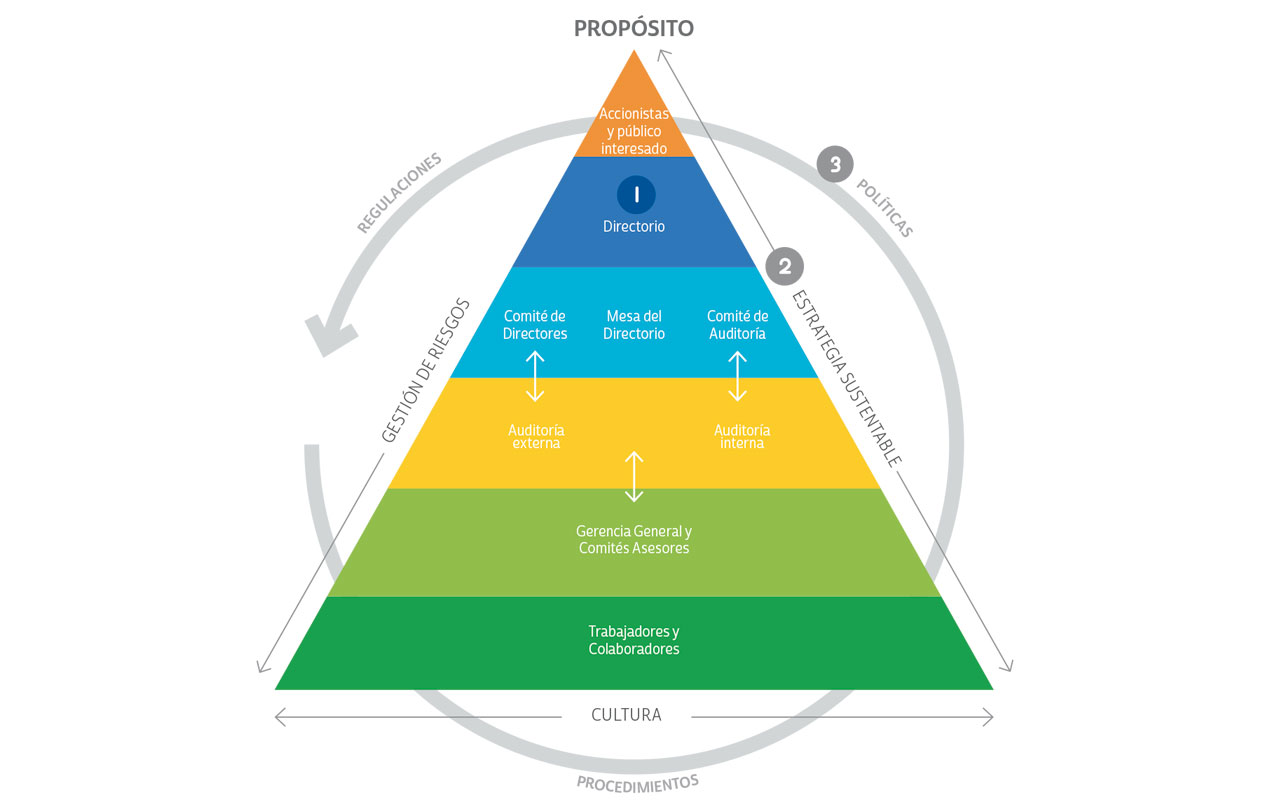 PROPÓSITO
Accionistas
y público
interesado
3
REGULACIONES
POLÍTICAS
1
Directorio
2
GESTIÓN DE RIESGOS
ESTRATEGIA SUSTENTABLE
Comité de
Directores
Mesa del
Directorio
Comité de
Auditoría
Auditoría
externa
Auditoría
interna
Gerencia General y
Comités Asesores
Trabajadores y
Colaboradores
CULTURA
PROCEDIMIENTOS